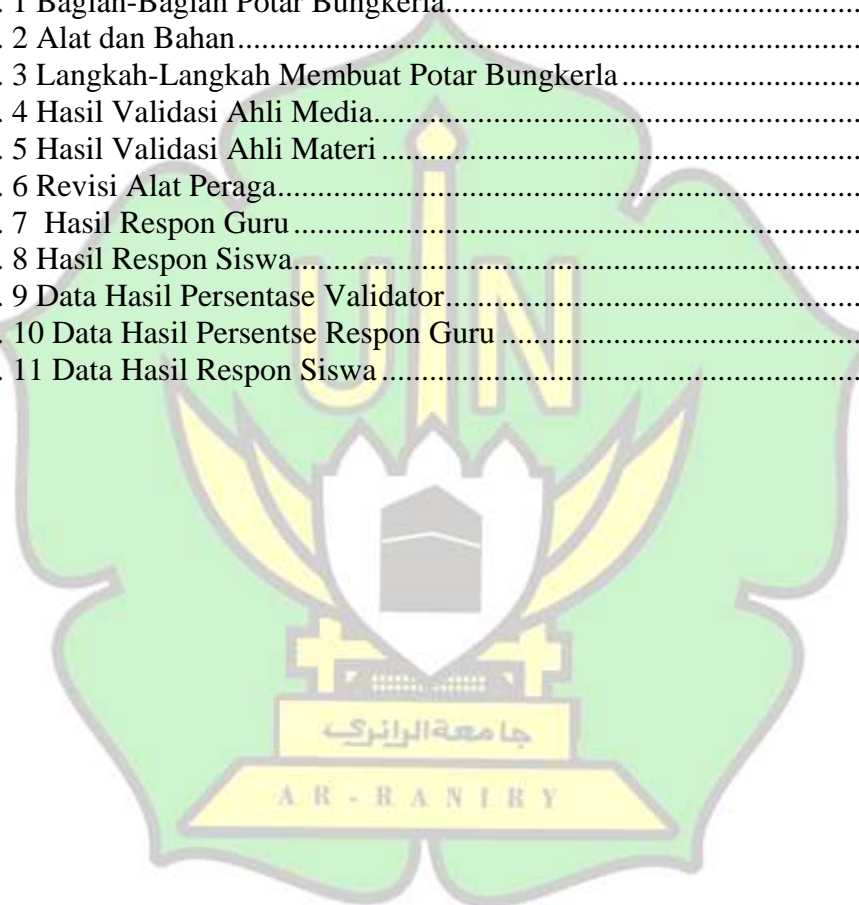 . 1 Bagian-Bagian Potar Bungkerla
. 2 Alat dan Bahan
. 3 Langkah-Langkah Membuat Potar Bungkerla
. 4 Hasil Validasi Ahli Media
. 5 Hasil Validasi Ahli Materi
. 6 Revisi Alat Peraga
. 7 Hasil Respon Guru
. 8 Hasil Respon Siswa
. 9 Data Hasil Persentase Validator
. 10 Data Hasil Persentse Respon Guru
. 11 Data Hasil Respon Siswa
UIN
جامعة الرانري
AR-RANIRY